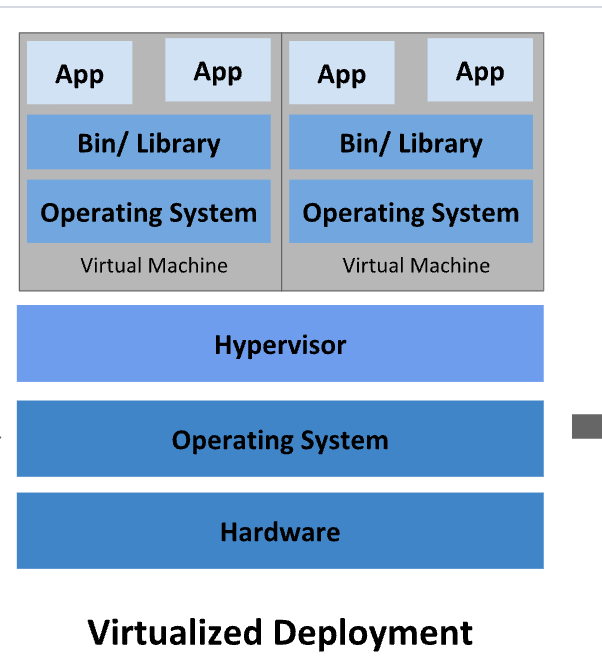 App App App App
Bin/ Library Bin/ Library
Operating System Operating System
Virtual Machine Virtual Machine
Hypervisor
Operating System
Hardware
Virtualized Deployment